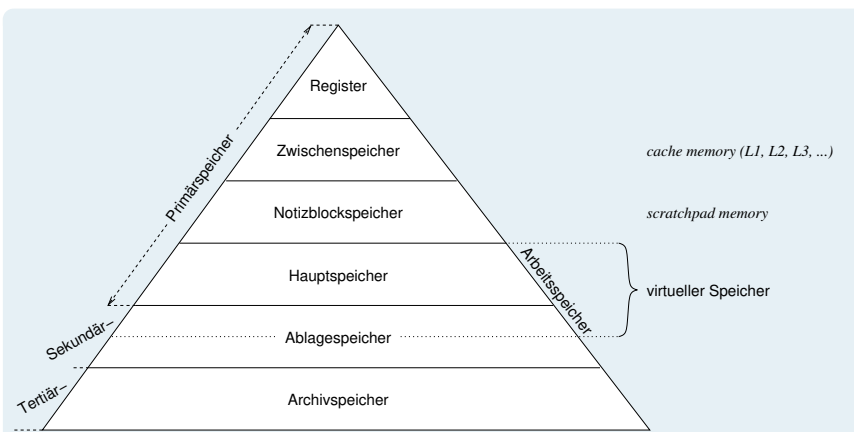 Register
Zwischenspeicher
cache memory (L1, L2, L3, ...)
Primärspeicher
Notizblockspeicher
scratchpad memory
Hauptspeicher
Arbeitsspeicher
virtueller Speicher
Sekundär–
Ablagespeicher
Tertiär–
Archivspeicher